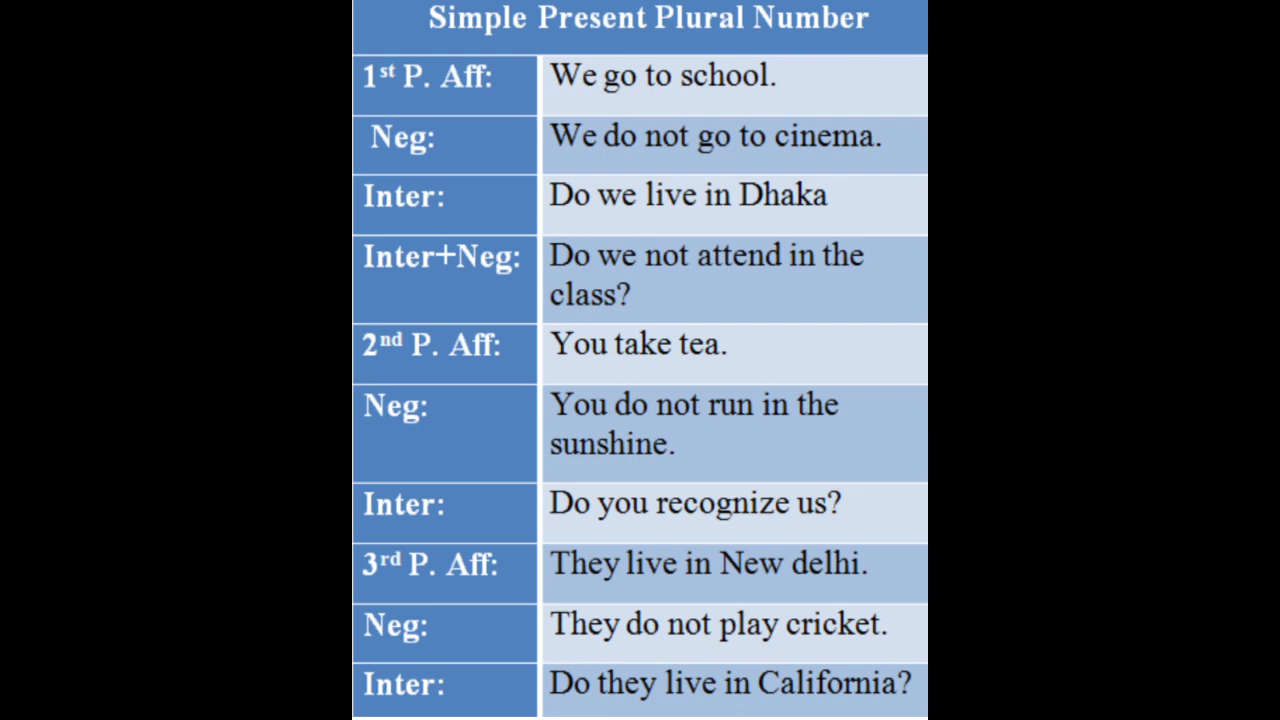 Simple Present Plural Number
1st P. Aff: We go to school.
Neg: We do not go to cinema.
Inter: Do we live in Dhaka
Inter+Neg: Do we not attend in the
class?
2nd P. Aff: You take tea.
Neg: You do not run in the
sunshine.
Inter: Do you recognize us?
3rd P. Aff: They live in New delhi.
Neg: They do not play cricket.
Inter: Do they live in California?